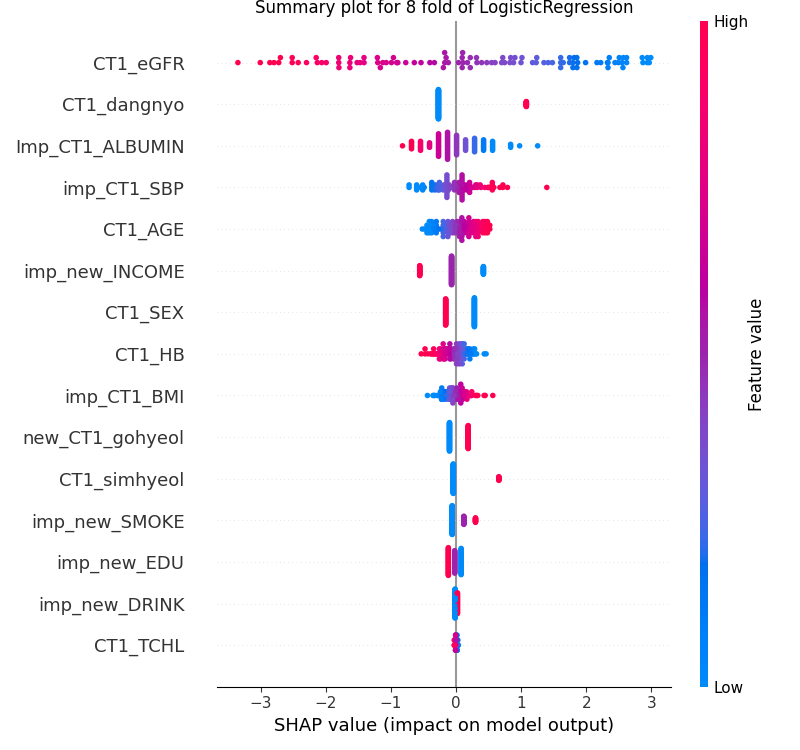 Summary plot for 8 fold of LogisticRegression
High
CT1_eGFR
CT1_dangnyo
Imp_CT1_ALBUMIN
imp_CT1_SBP
CT1_AGE
imp_new_INCOME
CT1_SEX
CT1_HB
imp_CT1_BMI
new_CT1_gohyeol
CT1_simhyeol
imp_new_SMOKE
imp_new_EDU
imp_new_DRINK
CT1_TCHL
Feature value
Low
−3 −2 −1 0 1 2 3
SHAP value (impact on model output)